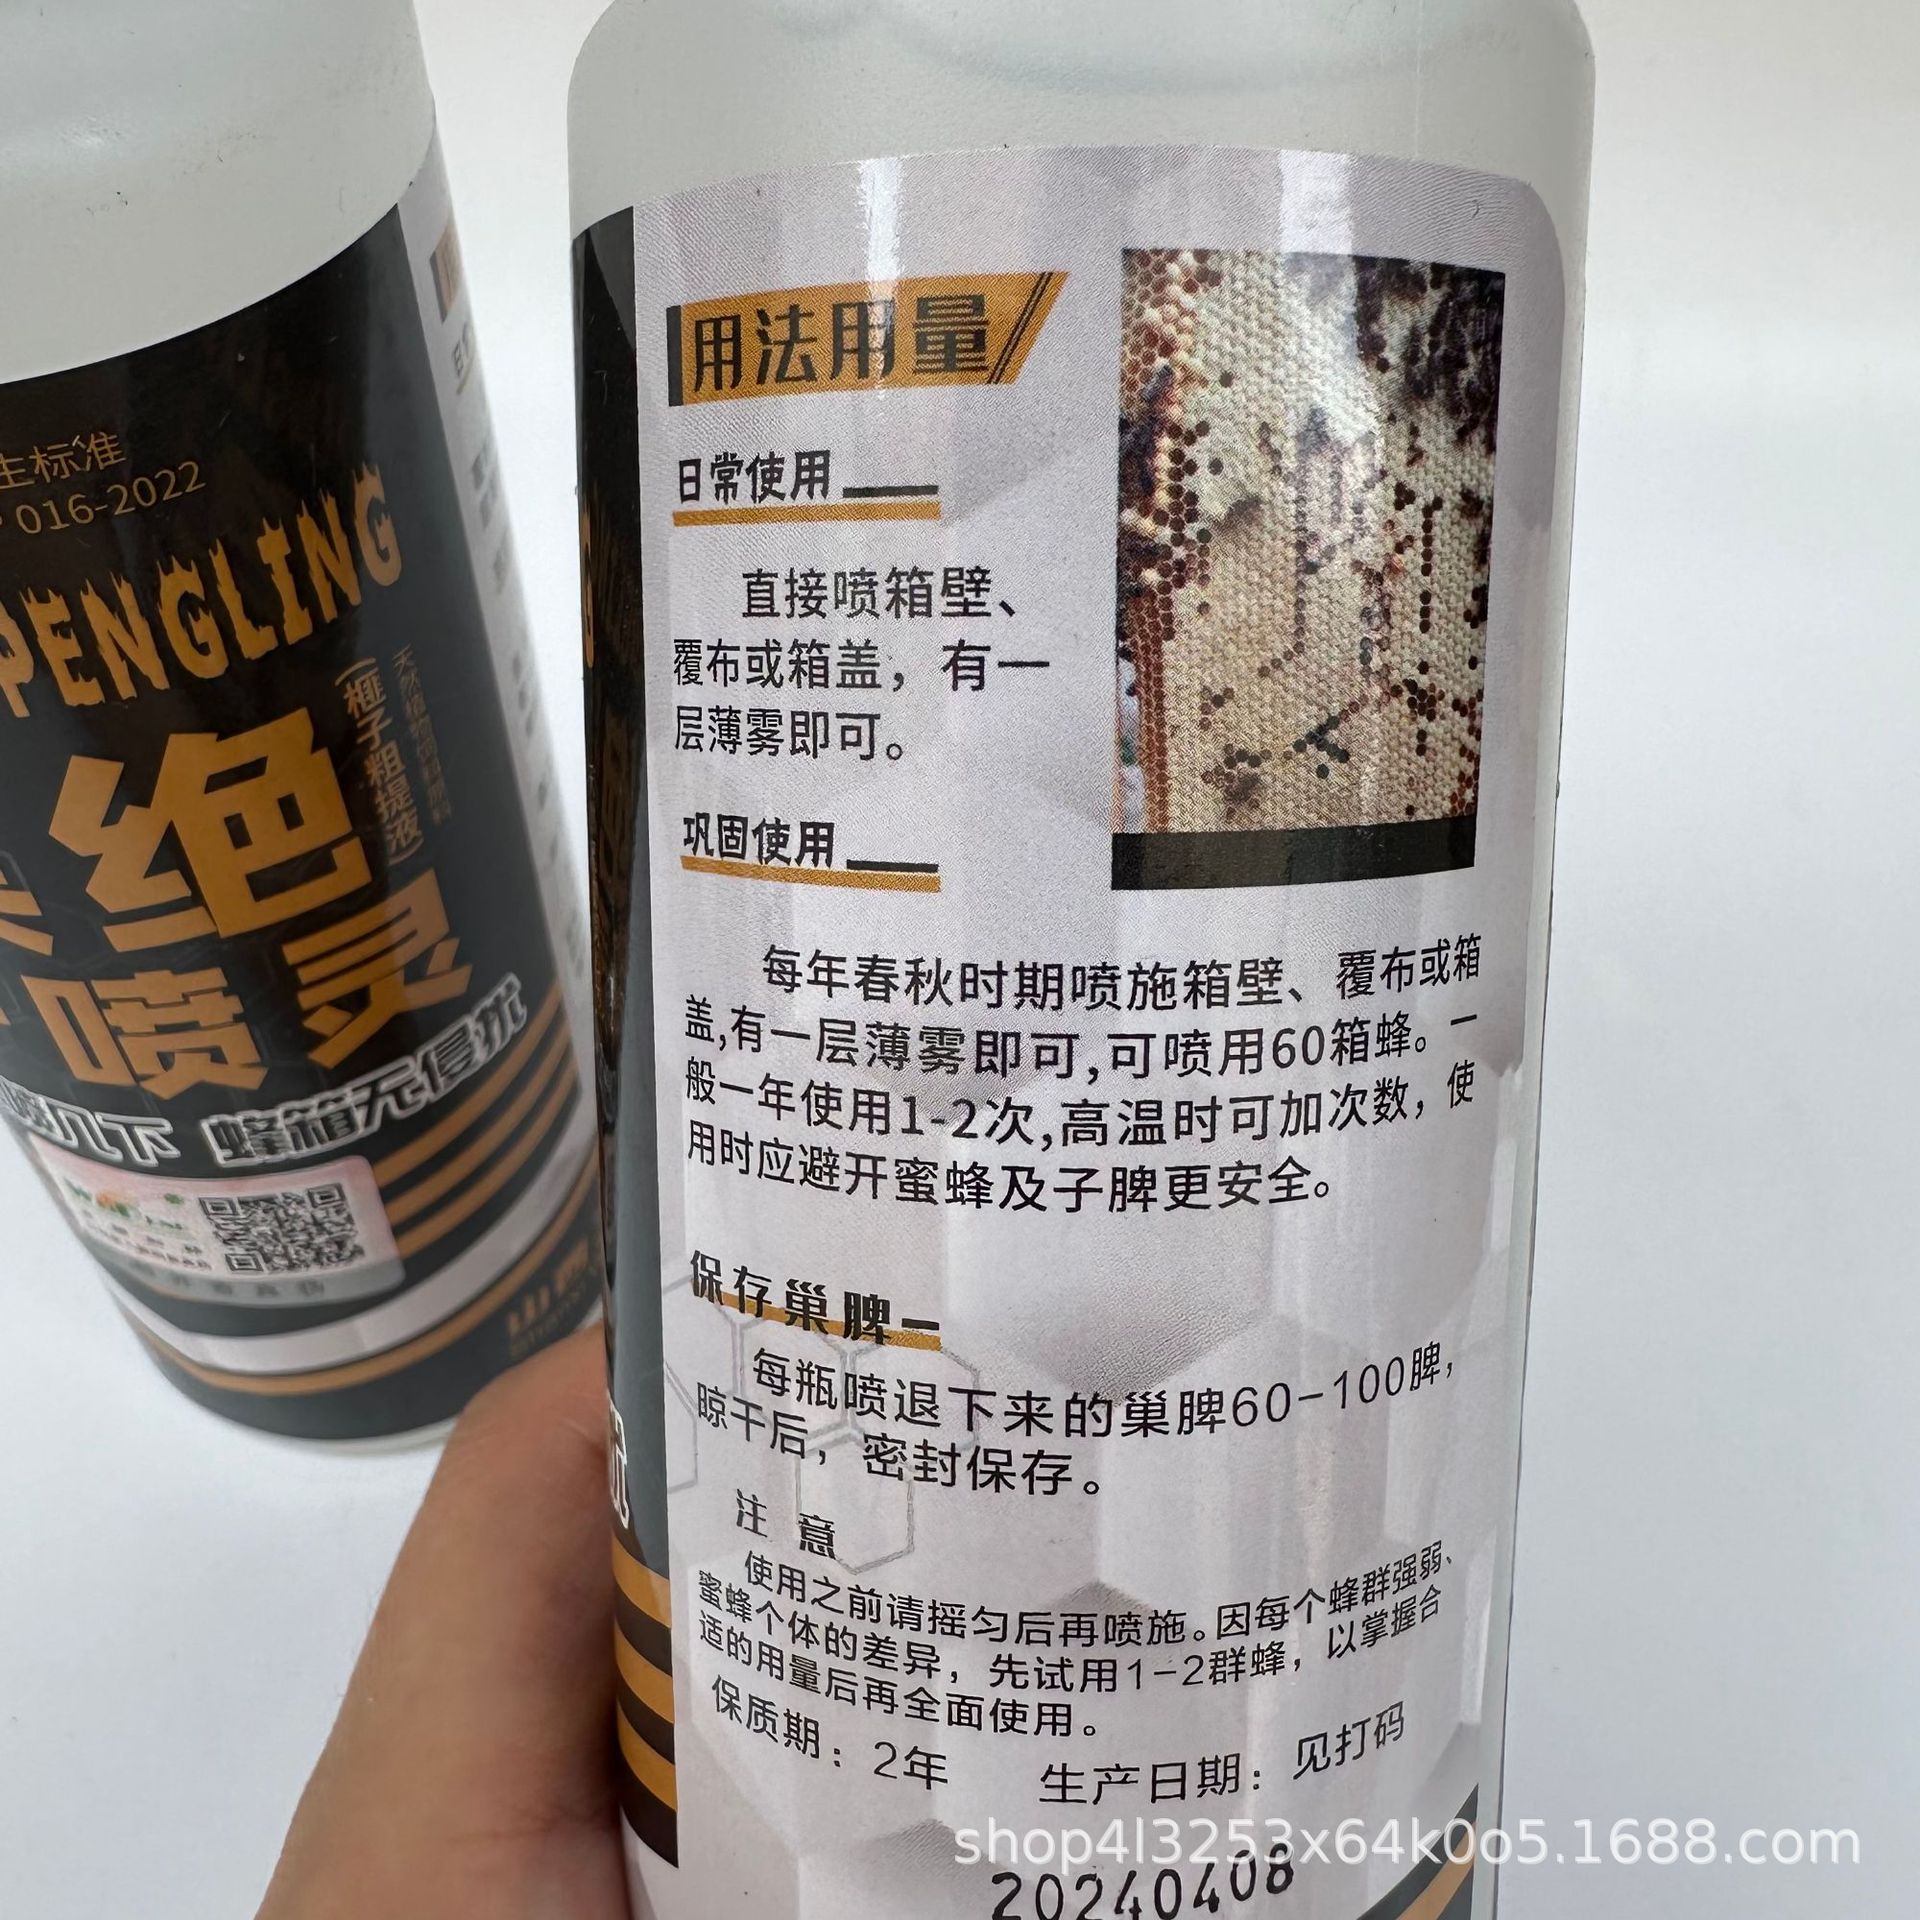 生标准
016-2022
PENGLING
绝
喷灵
(榧子粗提液)
蜂箱无侵扰
用法用量
日常使用
直接喷箱壁、
覆布或箱盖，有一
层薄雾即可。
巩固使用
每年春秋时期喷施箱壁、覆布或箱
盖,有一层薄雾即可,可喷用60箱蜂。一
般一年使用1-2次,高温时可加次数，使
用时应避开蜜蜂及子脾更安全。
保存巢脾
每瓶喷退下来的巢脾60-100脾，
晾干后，密封保存。
注意
使用之前请摇匀后再喷施。因每个蜂群强弱、
蜜蜂个体的差异，先试用1-2群蜂，以掌握合
适的用量后再全面使用。
保质期：2年 生产日期：见打码
shop4l3253x64k0o5.1688.com
20240408